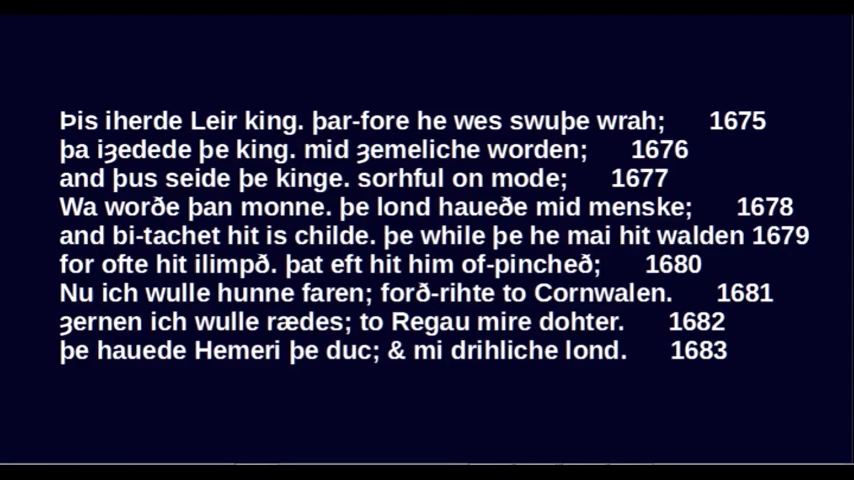 Þis iherde Leir king. þar-fore he wes swuþe wrah; 1675
þa iȝedede þe king. mid ȝemeliche worden; 1676
and þus seide þe kinge. sorhful on mode; 1677
Wa worðe þan monne. þe lond haueðe mid menske; 1678
and bi-tachet hit is childe. þe while þe he mai hit walden 1679
for ofte hit ilimpð. þat eft hit him of-pincheð; 1680
Nu ich wulle hunne faren; forð-rihte to Cornwalen. 1681
ȝernen ich wulle rædes; to Regau mire dohter. 1682
þe hauede Hemeri þe duc; & mi drihliche lond. 1683